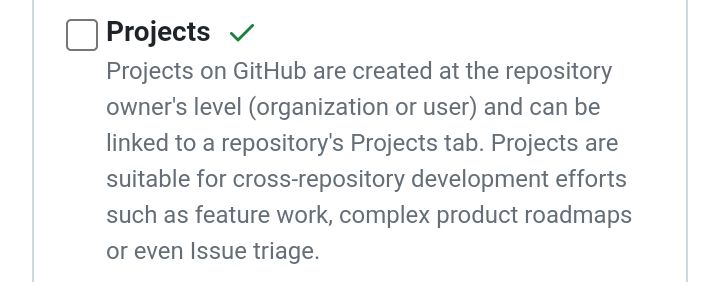 Projects
Projects on GitHub are created at the repository
owner's level (organization or user) and can be
linked to a repository's Projects tab. Projects are
suitable for cross-repository development efforts
such as feature work, complex product roadmaps
or even Issue triage.